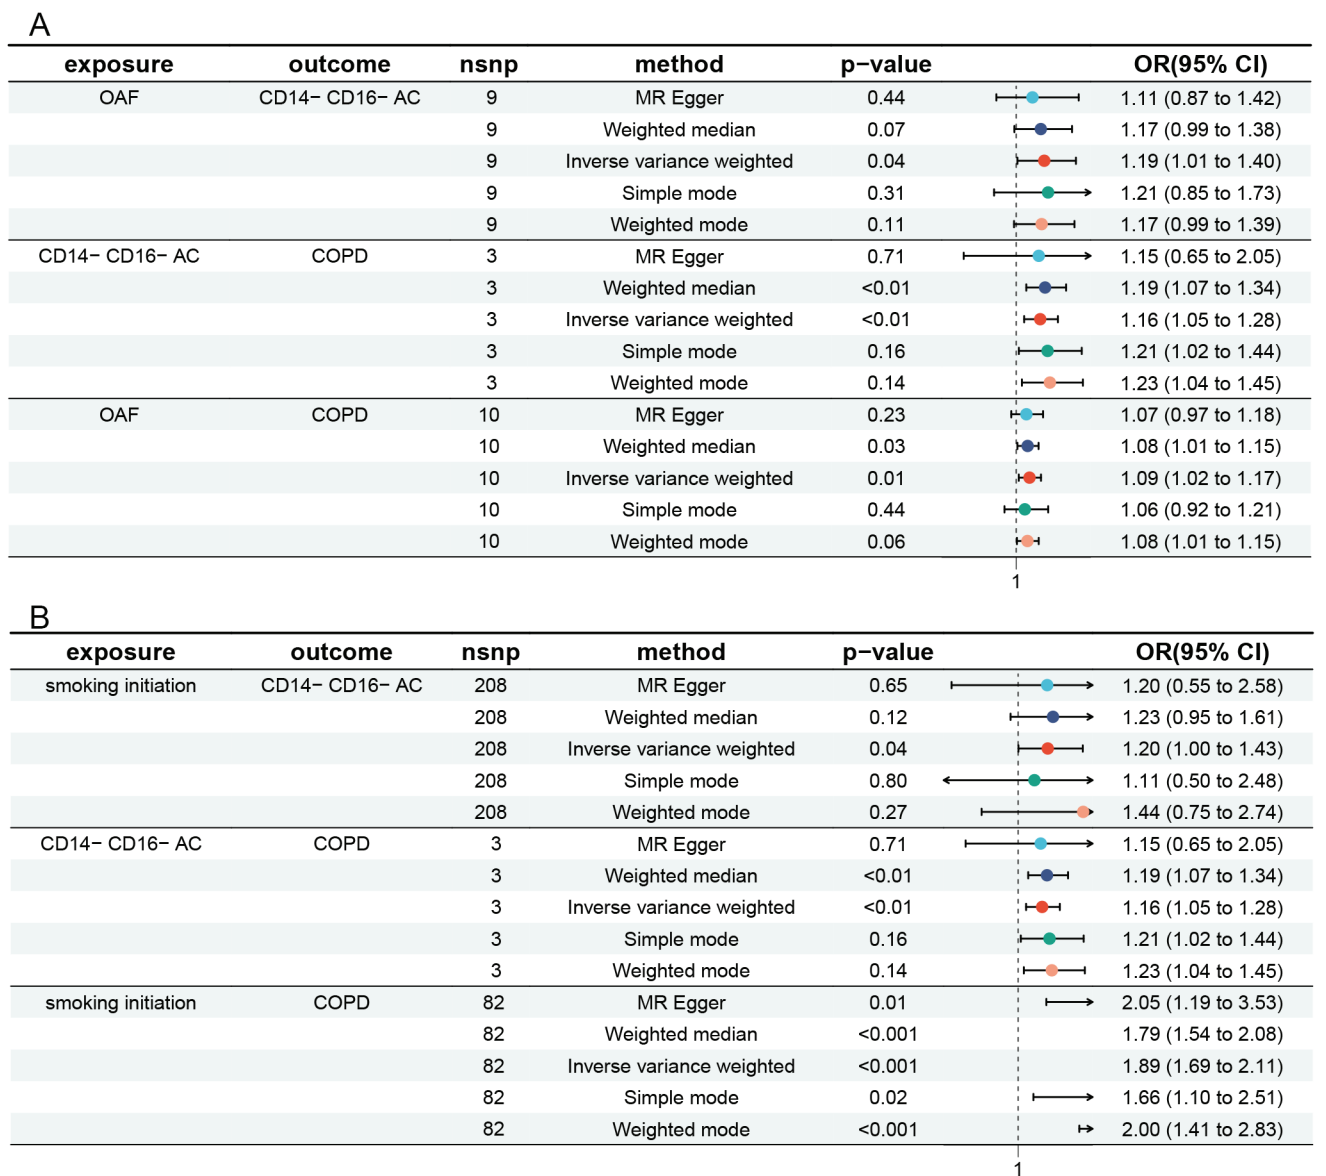 A
exposure outcome nsnp method p−value OR(95% CI)
OAF CD14− CD16− AC 9 MR Egger 0.44 1.11 (0.87 to 1.42)
9 Weighted median 0.07 1.17 (0.99 to 1.38)
9 Inverse variance weighted 0.04 1.19 (1.01 to 1.40)
9 Simple mode 0.31 1.21 (0.85 to 1.73)
9 Weighted mode 0.11 1.17 (0.99 to 1.39)
CD14− CD16− AC COPD 3 MR Egger 0.71 1.15 (0.65 to 2.05)
3 Weighted median <0.01 1.19 (1.07 to 1.34)
3 Inverse variance weighted <0.01 1.16 (1.05 to 1.28)
3 Simple mode 0.16 1.21 (1.02 to 1.44)
3 Weighted mode 0.14 1.23 (1.04 to 1.45)
OAF COPD 10 MR Egger 0.23 1.07 (0.97 to 1.18)
10 Weighted median 0.03 1.08 (1.01 to 1.15)
10 Inverse variance weighted 0.01 1.09 (1.02 to 1.17)
10 Simple mode 0.44 1.06 (0.92 to 1.21)
10 Weighted mode 0.06 1.08 (1.01 to 1.15)
1
B
exposure outcome nsnp method p−value OR(95% CI)
smoking initiation CD14− CD16− AC 208 MR Egger 0.65 1.20 (0.55 to 2.58)
208 Weighted median 0.12 1.23 (0.95 to 1.61)
208 Inverse variance weighted 0.04 1.20 (1.00 to 1.43)
208 Simple mode 0.80 1.11 (0.50 to 2.48)
208 Weighted mode 0.27 1.44 (0.75 to 2.74)
CD14− CD16− AC COPD 3 MR Egger 0.71 1.15 (0.65 to 2.05)
3 Weighted median <0.01 1.19 (1.07 to 1.34)
3 Inverse variance weighted <0.01 1.16 (1.05 to 1.28)
3 Simple mode 0.16 1.21 (1.02 to 1.44)
3 Weighted mode 0.14 1.23 (1.04 to 1.45)
smoking initiation COPD 82 MR Egger 0.01 2.05 (1.19 to 3.53)
82 Weighted median <0.001 1.79 (1.54 to 2.08)
82 Inverse variance weighted <0.001 1.89 (1.69 to 2.11)
82 Simple mode 0.02 1.66 (1.10 to 2.51)
82 Weighted mode <0.001 2.00 (1.41 to 2.83)
1